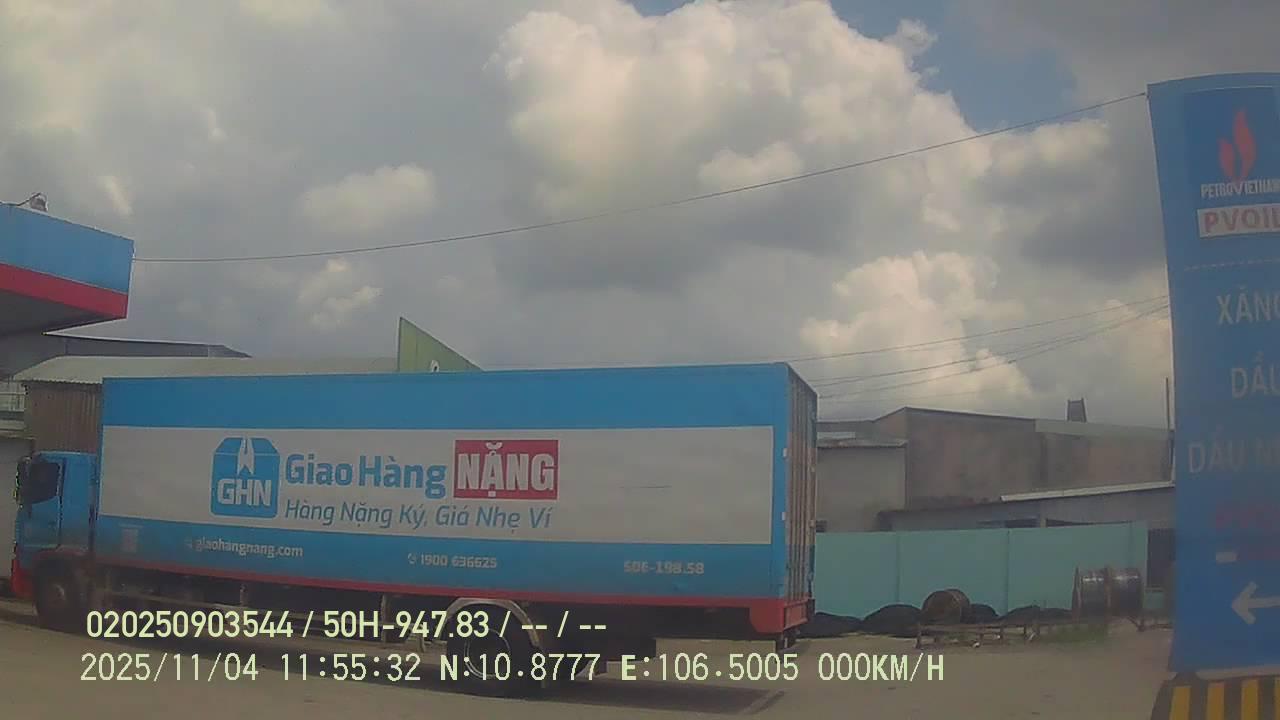 PETROVIETNAM
PVOIL
XĂNG
DẦU
DẦU N
GHN
Giao Hàng NẶNG
Hàng Nặng Ký, Giá Nhẹ Ví
giaohangnang.com
1900 636625
50E-198.58
020250903544 / 50H-947.83 / -- / --
2025/11/04 11:55:32 N:10.8777 E:106.5005 000KM/H